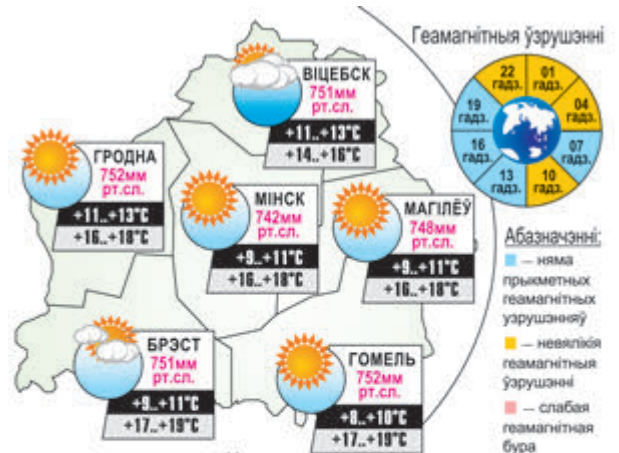 Геамагнітныя ўзрушэнні
22 гадз.
01 гадз.
04 гадз.
07 гадз.
10 гадз.
13 гадз.
16 гадз.
19 гадз.
ВІЦЕБСК
751мм
рт.сл.
+11..+13°C
+14..+16°C
ГРОДНА
752мм
рт.сл.
+11..+13°C
+16..+18°C
МІНСК
742мм
рт.сл.
+9..+11°C
+16..+18°C
МАГІЛЁЎ
748мм
рт.сл.
+9..+11°C
+16..+18°C
БРЭСТ
751мм
рт.сл.
+9..+11°C
+17..+19°C
ГОМЕЛЬ
752мм
рт.сл.
+8..+10°C
+17..+19°C
Абазначэнні:
— няма
прыкметных
геамагнітных
узрушэнняў
— невялікія
геамагнітныя
ўзрушэнні
— слабая
геамагнітная
бура